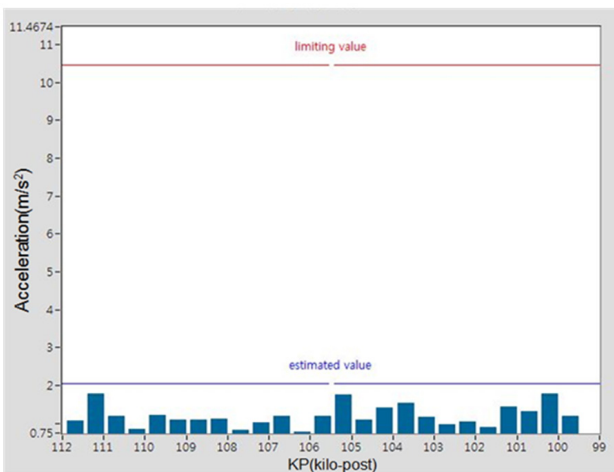 11.4674
11
limiting value
10
9
8
7
6
5
4
3
estimated value
2
0.75
Acceleration(m/s²)
112 111 110 109 108 107 106 105 104 103 102 101 100 99
KP(kilo-post)